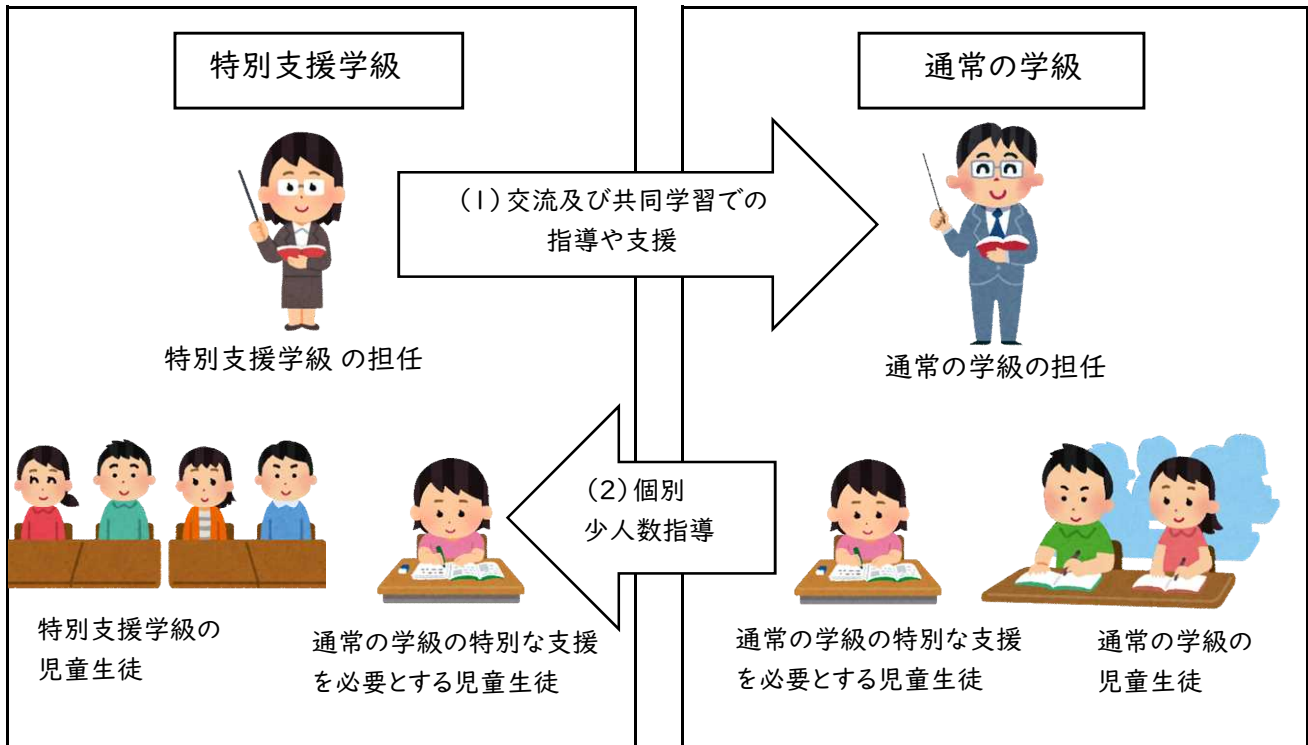 特別支援学級
(1)交流及び共同学習での
指導や支援
特別支援学級 の担任
(2)個別
少人数指導
特別支援学級の
児童生徒
通常の学級の特別な支援
を必要とする児童生徒
通常の学級
通常の学級の担任
通常の学級の特別な支援
を必要とする児童生徒
通常の学級の
児童生徒